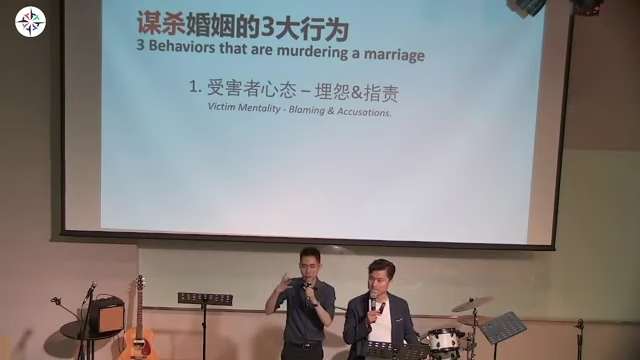 谋杀婚姻的3大行为
3 Behaviors that are murdering a marriage
1. 受害者心态 – 埋怨&指责
Victim Mentality - Blaming & Accusations.